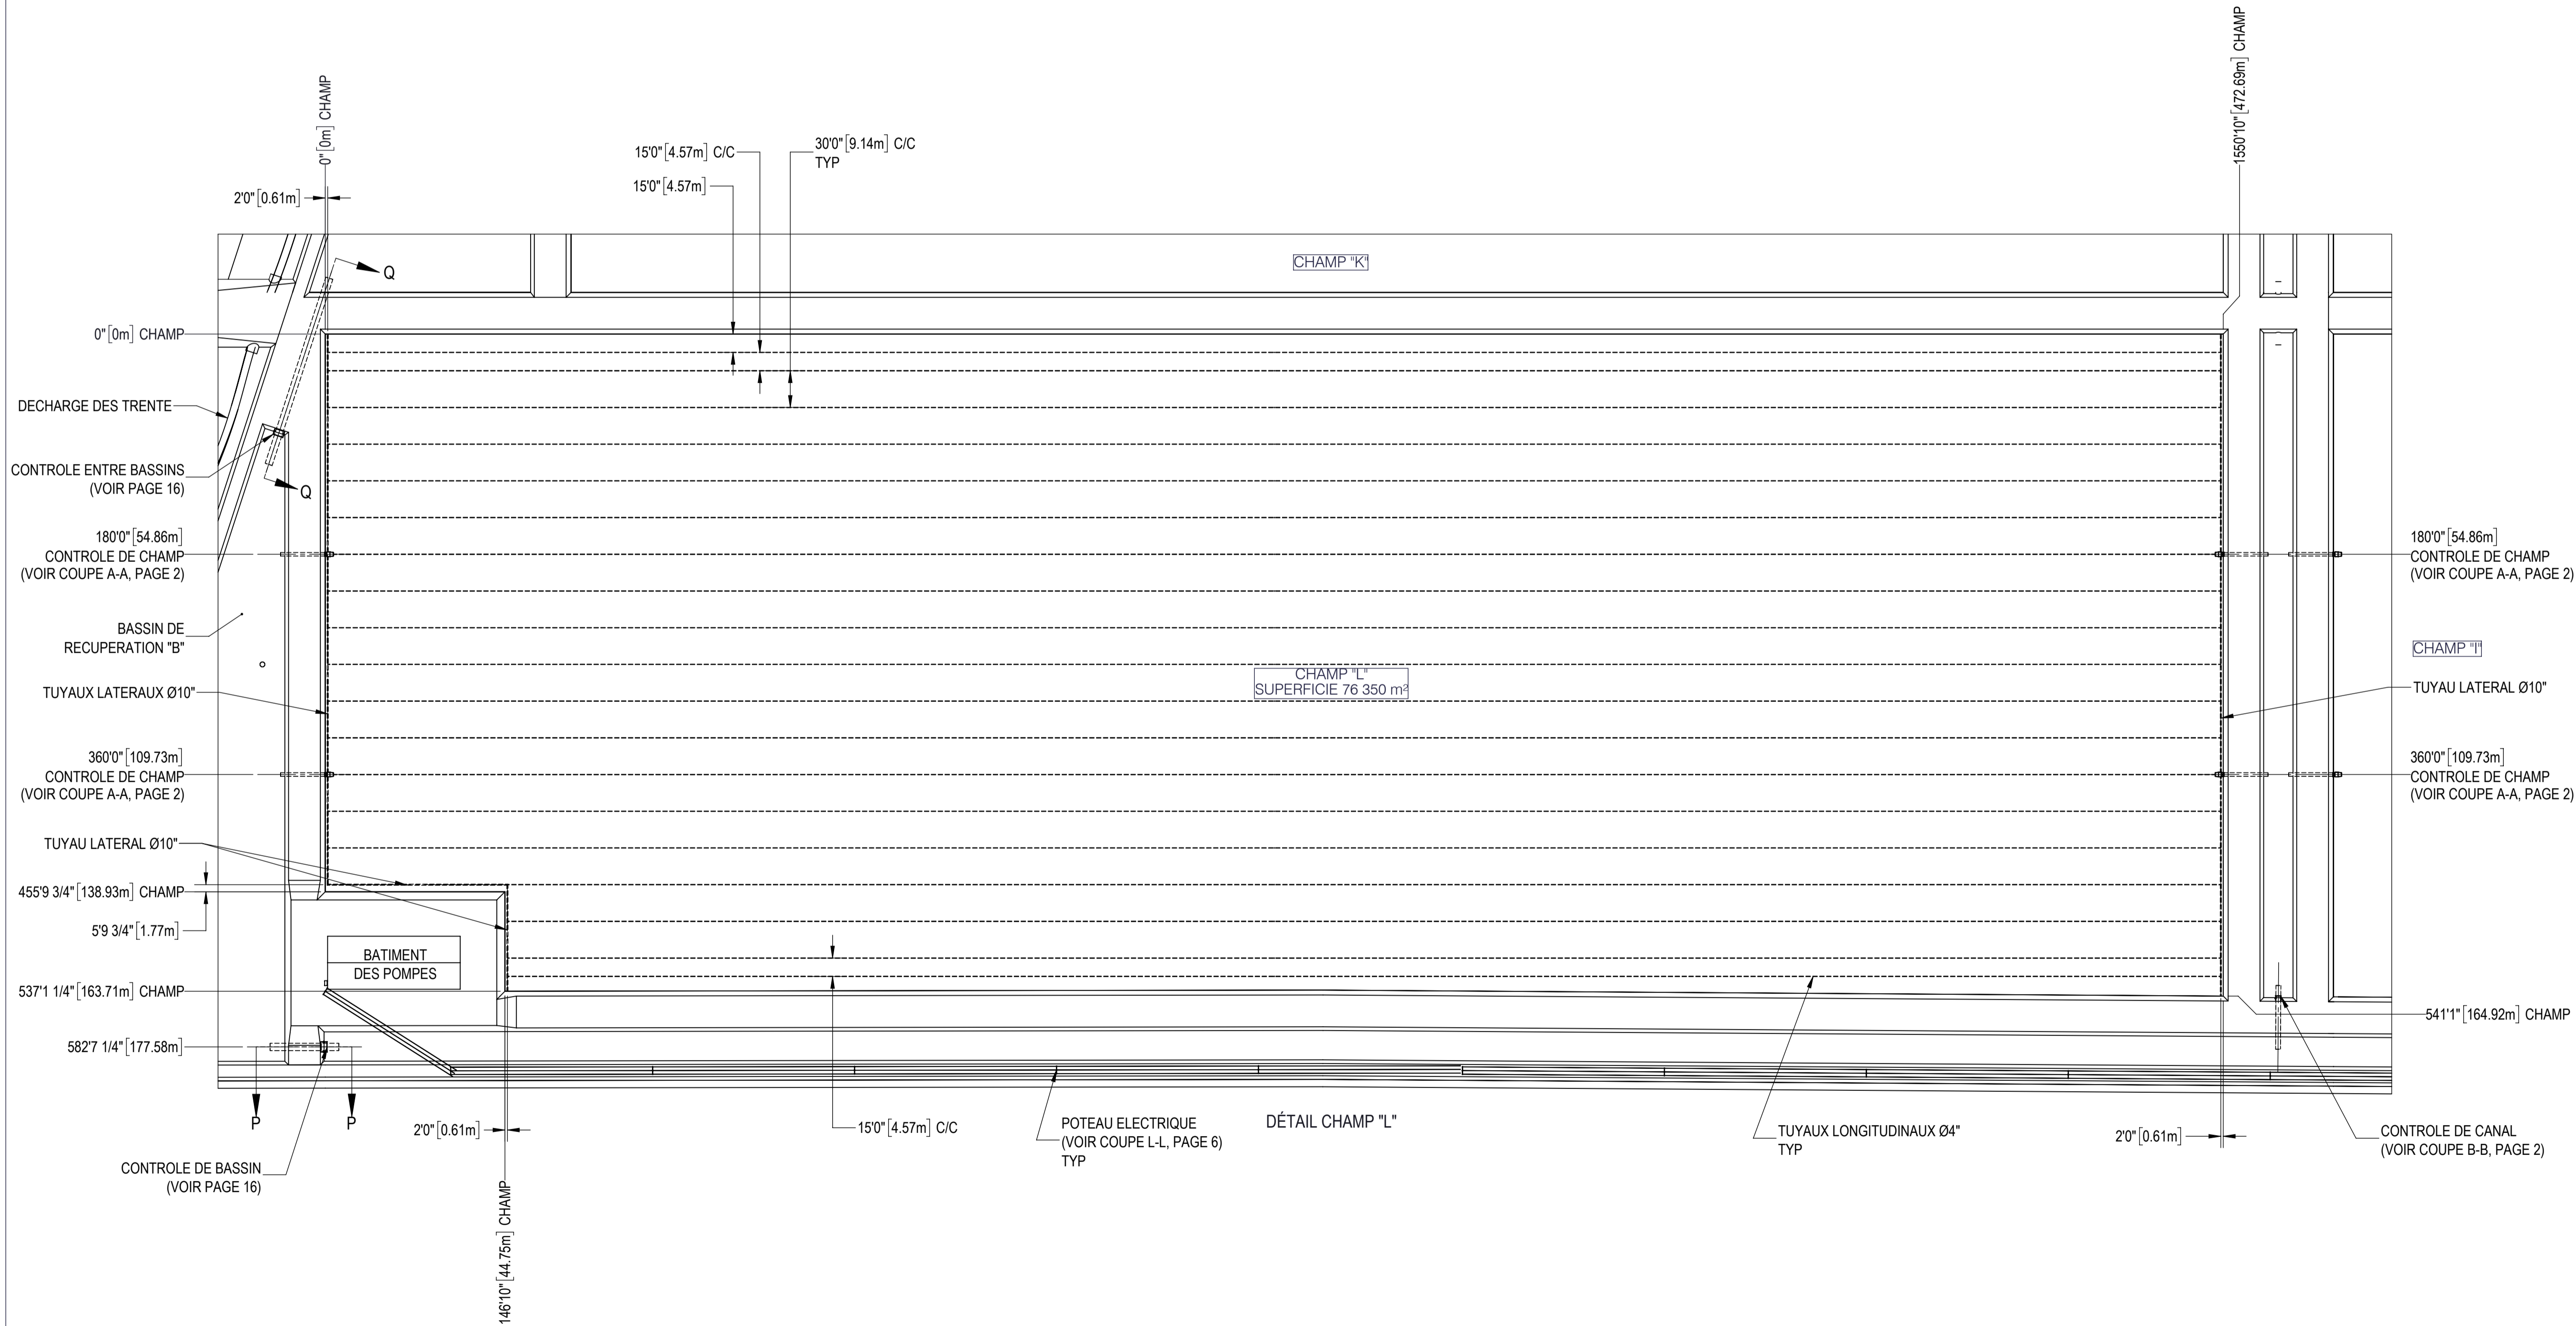 0" [0m] CHAMP
1550'10" [472.69m] CHAMP
15'0" [4.57m] C/C
30'0" [9.14m] C/C
TYP
15'0" [4.57m]
2'0" [0.61m]
CHAMP "K"
Q
0" [0m] CHAMP
DECHARGE DES TRENTE
CONTROLE ENTRE BASSINS
(VOIR PAGE 16)
Q
180'0" [54.86m]
CONTROLE DE CHAMP
(VOIR COUPE A-A, PAGE 2)
180'0" [54.86m]
CONTROLE DE CHAMP
(VOIR COUPE A-A, PAGE 2)
BASSIN DE
RECUPERATION "B"
CHAMP "I"
CHAMP "L"
SUPERFICIE 76 350 m²
TUYAUX LATERAUX Ø10"
TUYAU LATERAL Ø10"
360'0" [109.73m]
CONTROLE DE CHAMP
(VOIR COUPE A-A, PAGE 2)
360'0" [109.73m]
CONTROLE DE CHAMP
(VOIR COUPE A-A, PAGE 2)
TUYAU LATERAL Ø10"
455'9 3/4" [138.93m] CHAMP
5'9 3/4" [1.77m]
BATIMENT
DES POMPES
537'1 1/4" [163.71m] CHAMP
541'1" [164.92m] CHAMP
582'7 1/4" [177.58m]
P
P
2'0" [0.61m]
15'0" [4.57m] C/C
POTEAU ELECTRIQUE
(VOIR COUPE L-L, PAGE 6)
TYP
DÉTAIL CHAMP "L"
TUYAUX LONGITUDINAUX Ø4"
TYP
2'0" [0.61m]
CONTROLE DE CANAL
(VOIR COUPE B-B, PAGE 2)
CONTROLE DE BASSIN
(VOIR PAGE 16)
146'10" [44.75m] CHAMP